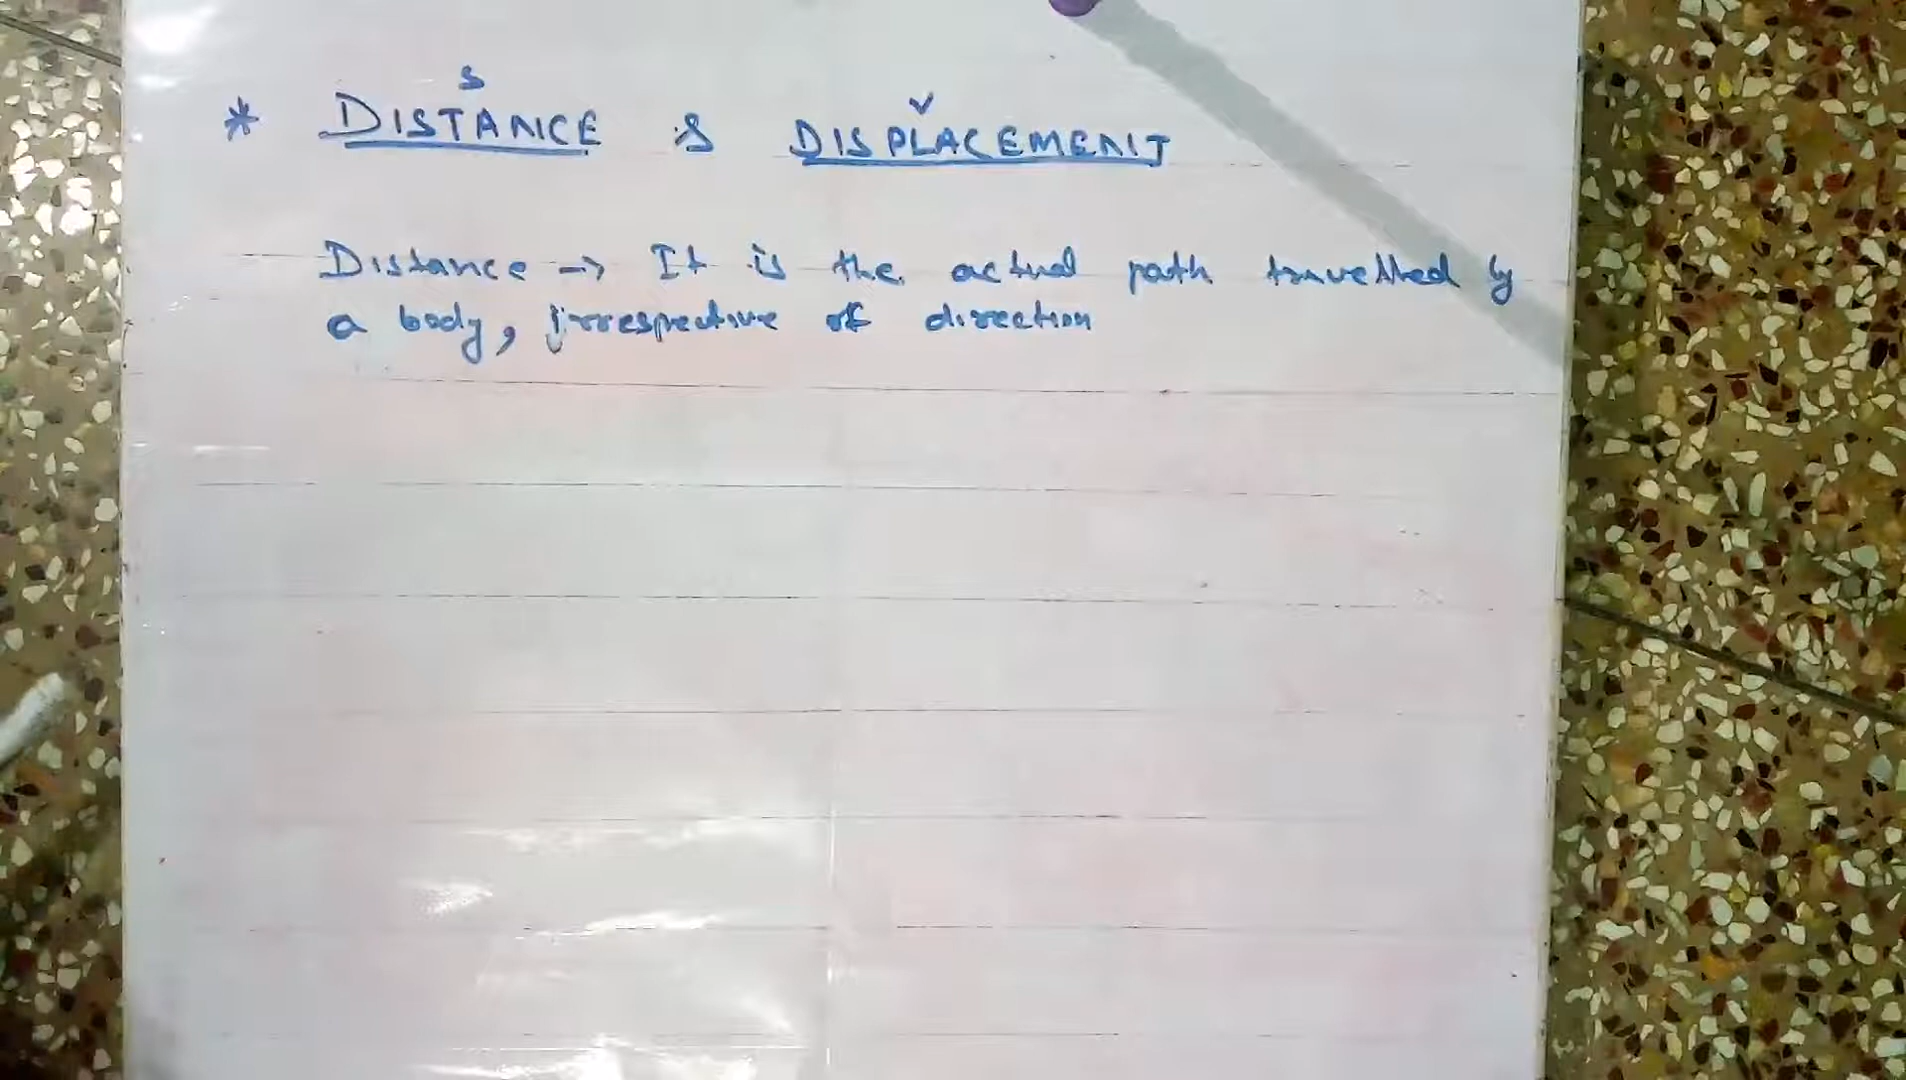 S V
* DISTANCE & DISPLACEMENT
Distance → It is the actual path travelled by
a body, irrespective of direction